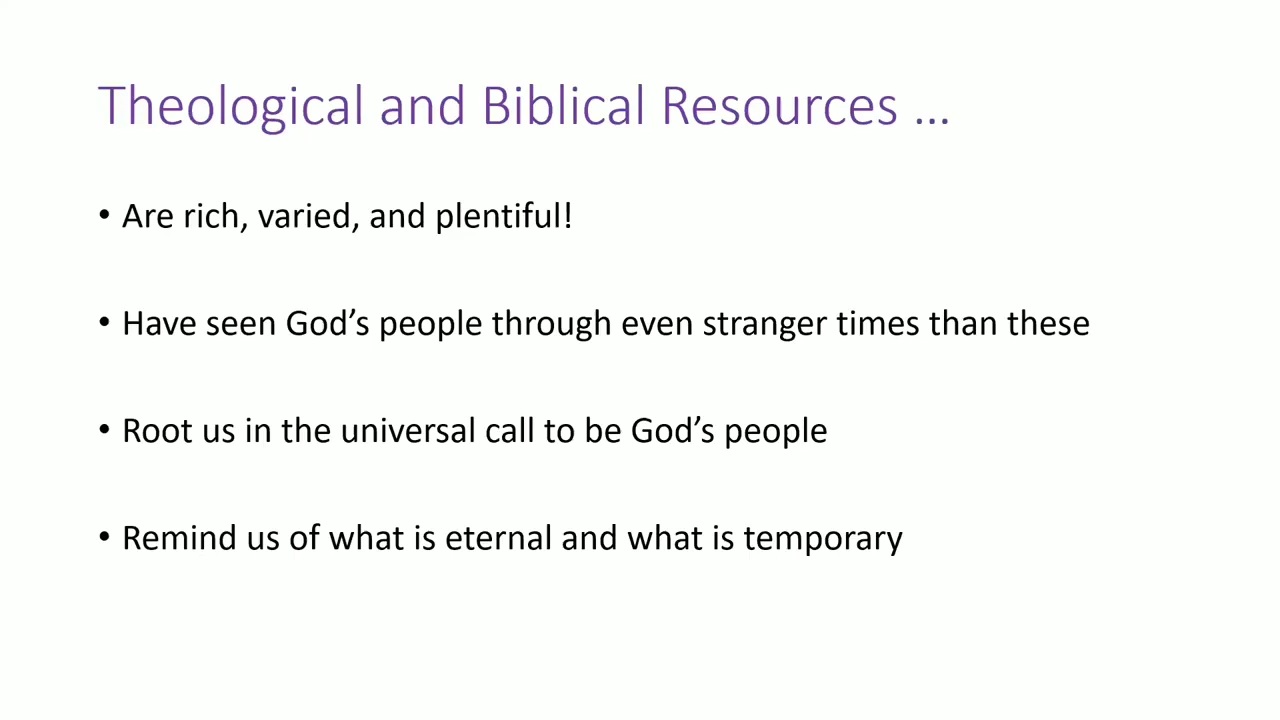 Theological and Biblical Resources ...
• Are rich, varied, and plentiful!
• Have seen God’s people through even stranger times than these
• Root us in the universal call to be God’s people
• Remind us of what is eternal and what is temporary